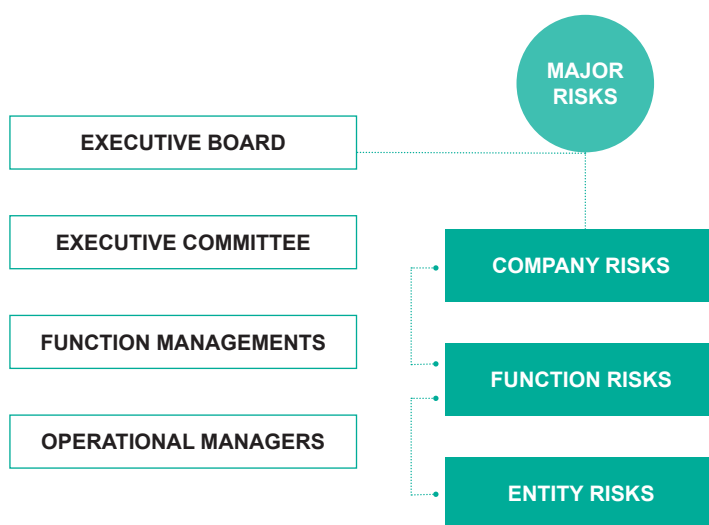 MAJOR
RISKS
EXECUTIVE BOARD
EXECUTIVE COMMITTEE
COMPANY RISKS
FUNCTION MANAGEMENTS
FUNCTION RISKS
OPERATIONAL MANAGERS
ENTITY RISKS